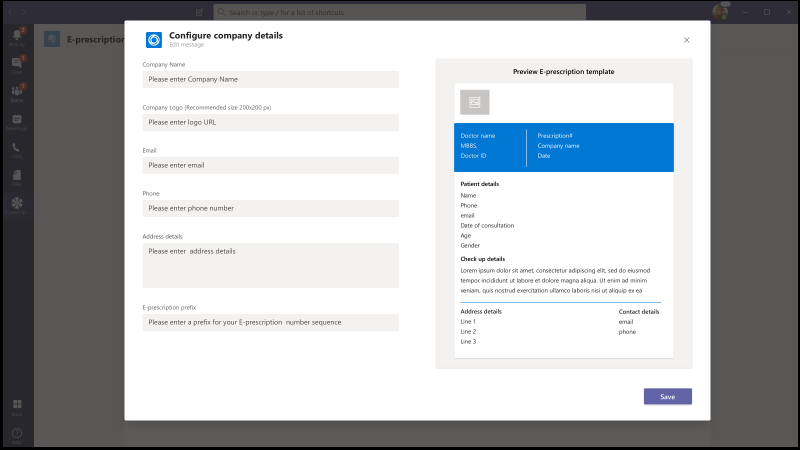 Search or type / for a list of shortcuts
E-prescription
Configure company details
Edit message
Company Name
Please enter Company Name
Company Logo (Recommended size 200x200 px)
Please enter logo URL
Email
Please enter email
Phone
Please enter phone number
Address details
Please enter  address details
E-prescription prefix
Please enter a prefix for your E-prescription  number sequence
Preview E-prescription template
Doctor name
MBBS,
Doctor ID
Prescription#
Company name
Date
Patient details
Name
Phone
email
Date of consultation
Age
Gender
Check up details
Lorem ipsum dolor sit amet, consectetur adipiscing elit, sed do eiusmod
tempor incididunt ut labore et dolore magna aliqua. Ut enim ad minim
veniam, quis nostrud exercitation ullamco laboris nisi ut aliquip ex ea
Address details
Line 1
Line 2
Line 3
Contact details
email
phone
Save